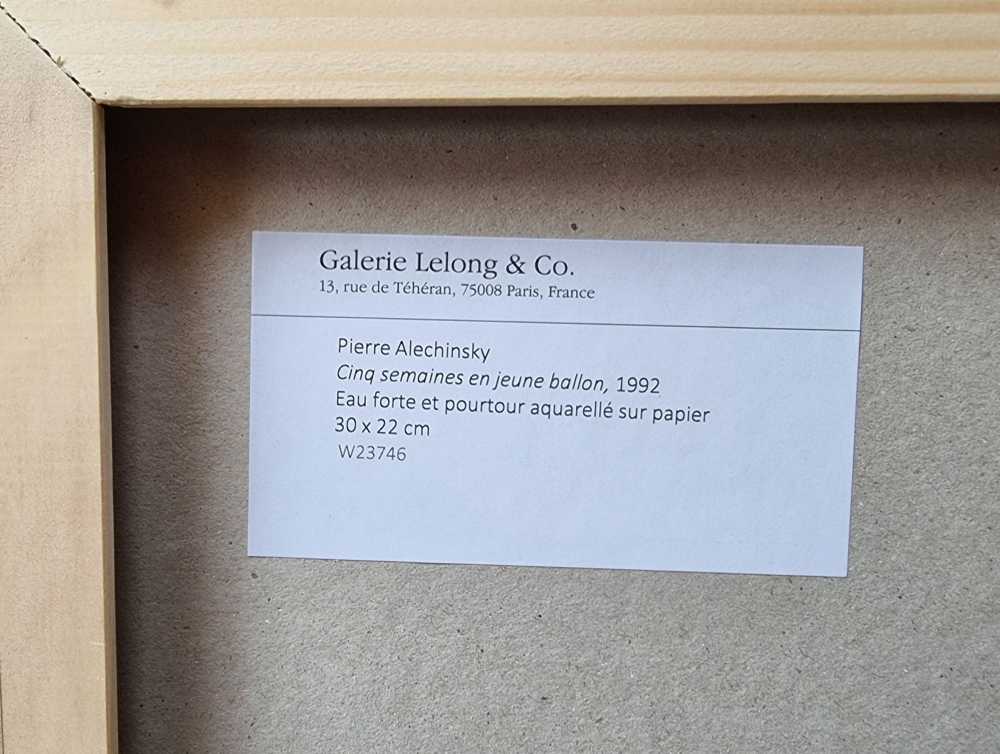 Galerie Lelong & Co.
13, rue de Téhéran, 75008 Paris, France
Pierre Alechinsky
Cinq semaines en jeune ballon, 1992
Eau forte et pourtour aquarellé sur papier
30 x 22 cm
W23746